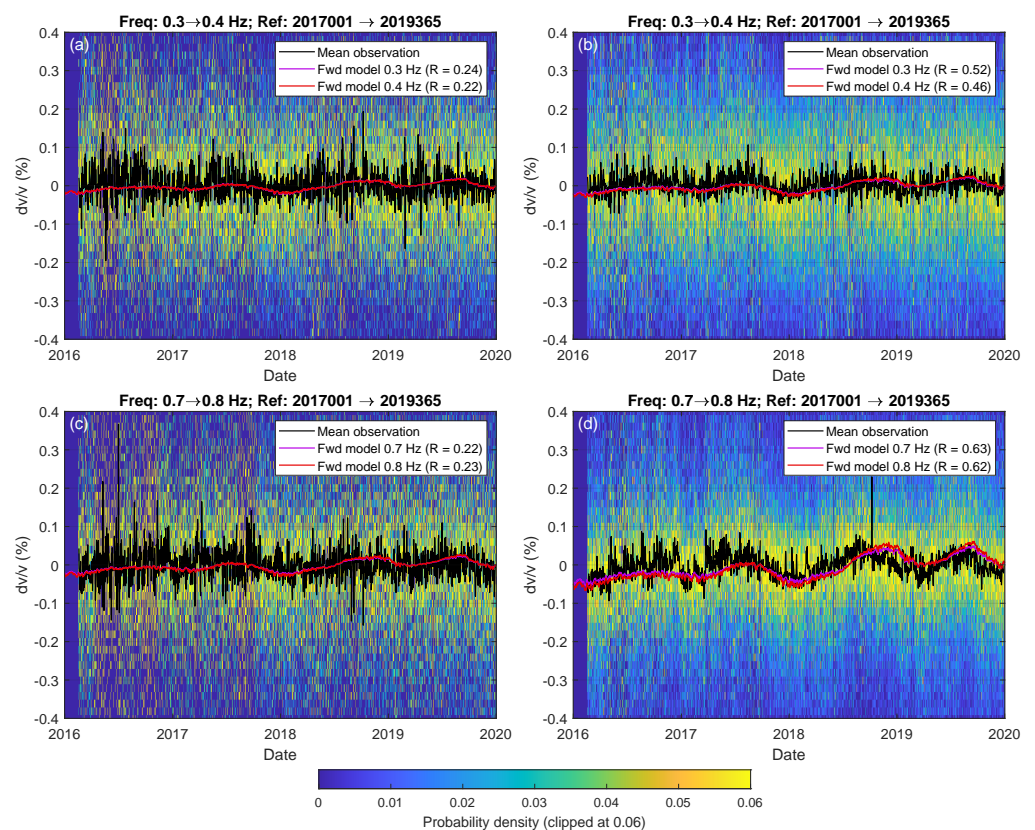 Freq: 0.3→0.4 Hz; Ref: 2017001 → 2019365
(a)
Mean observation
Fwd model 0.3 Hz (R = 0.24)
Fwd model 0.4 Hz (R = 0.22)
0.4
0.3
0.2
0.1
0
-0.1
-0.2
-0.3
-0.4
dv/v (%)
2016 2017 2018 2019 2020
Date
Freq: 0.3→0.4 Hz; Ref: 2017001 → 2019365
(b)
Mean observation
Fwd model 0.3 Hz (R = 0.52)
Fwd model 0.4 Hz (R = 0.46)
0.4
0.3
0.2
0.1
0
-0.1
-0.2
-0.3
-0.4
dv/v (%)
2016 2017 2018 2019 2020
Date
Freq: 0.7→0.8 Hz; Ref: 2017001 → 2019365
(c)
Mean observation
Fwd model 0.7 Hz (R = 0.22)
Fwd model 0.8 Hz (R = 0.23)
0.4
0.3
0.2
0.1
0
-0.1
-0.2
-0.3
-0.4
dv/v (%)
2016 2017 2018 2019 2020
Date
Freq: 0.7→0.8 Hz; Ref: 2017001 → 2019365
(d)
Mean observation
Fwd model 0.7 Hz (R = 0.63)
Fwd model 0.8 Hz (R = 0.62)
0.4
0.3
0.2
0.1
0
-0.1
-0.2
-0.3
-0.4
dv/v (%)
2016 2017 2018 2019 2020
Date
0 0.01 0.02 0.03 0.04 0.05 0.06
Probability density (clipped at 0.06)